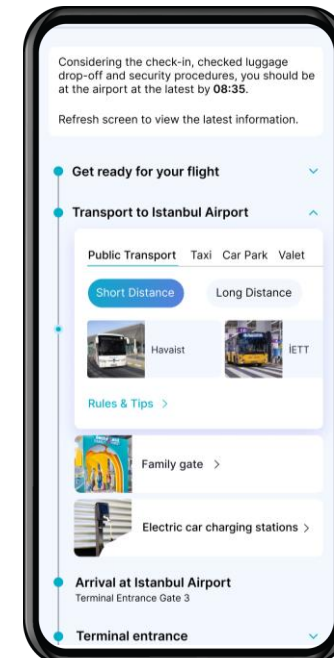 Considering the check-in, checked luggage
drop-off and security procedures, you should be
at the airport at the latest by 08:35.
Refresh screen to view the latest information.
Get ready for your flight
Transport to Istanbul Airport
Public Transport Taxi Car Park Valet
Short Distance Long Distance
Havaist İETT
Rules & Tips >
Family gate >
Electric car charging stations >
Arrival at Istanbul Airport
Terminal Entrance Gate 3
Terminal entrance